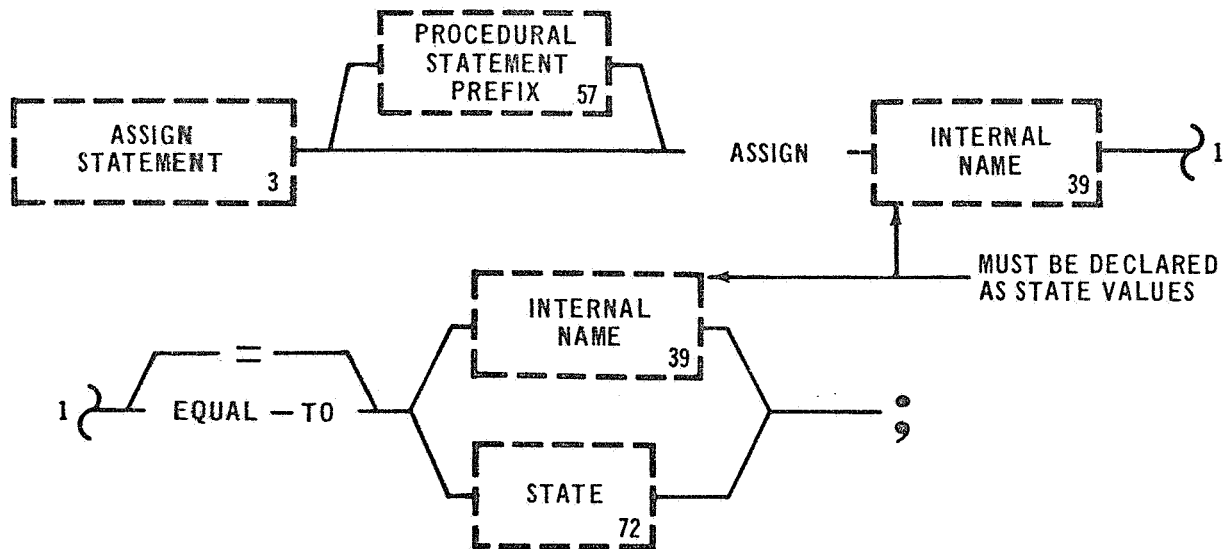 PROCEDURAL
STATEMENT
PREFIX 57
ASSIGN
STATEMENT
3
ASSIGN
INTERNAL
NAME
39
1
MUST BE DECLARED
AS STATE VALUES
INTERNAL
NAME
39
=
1
EQUAL – TO
;
STATE
72